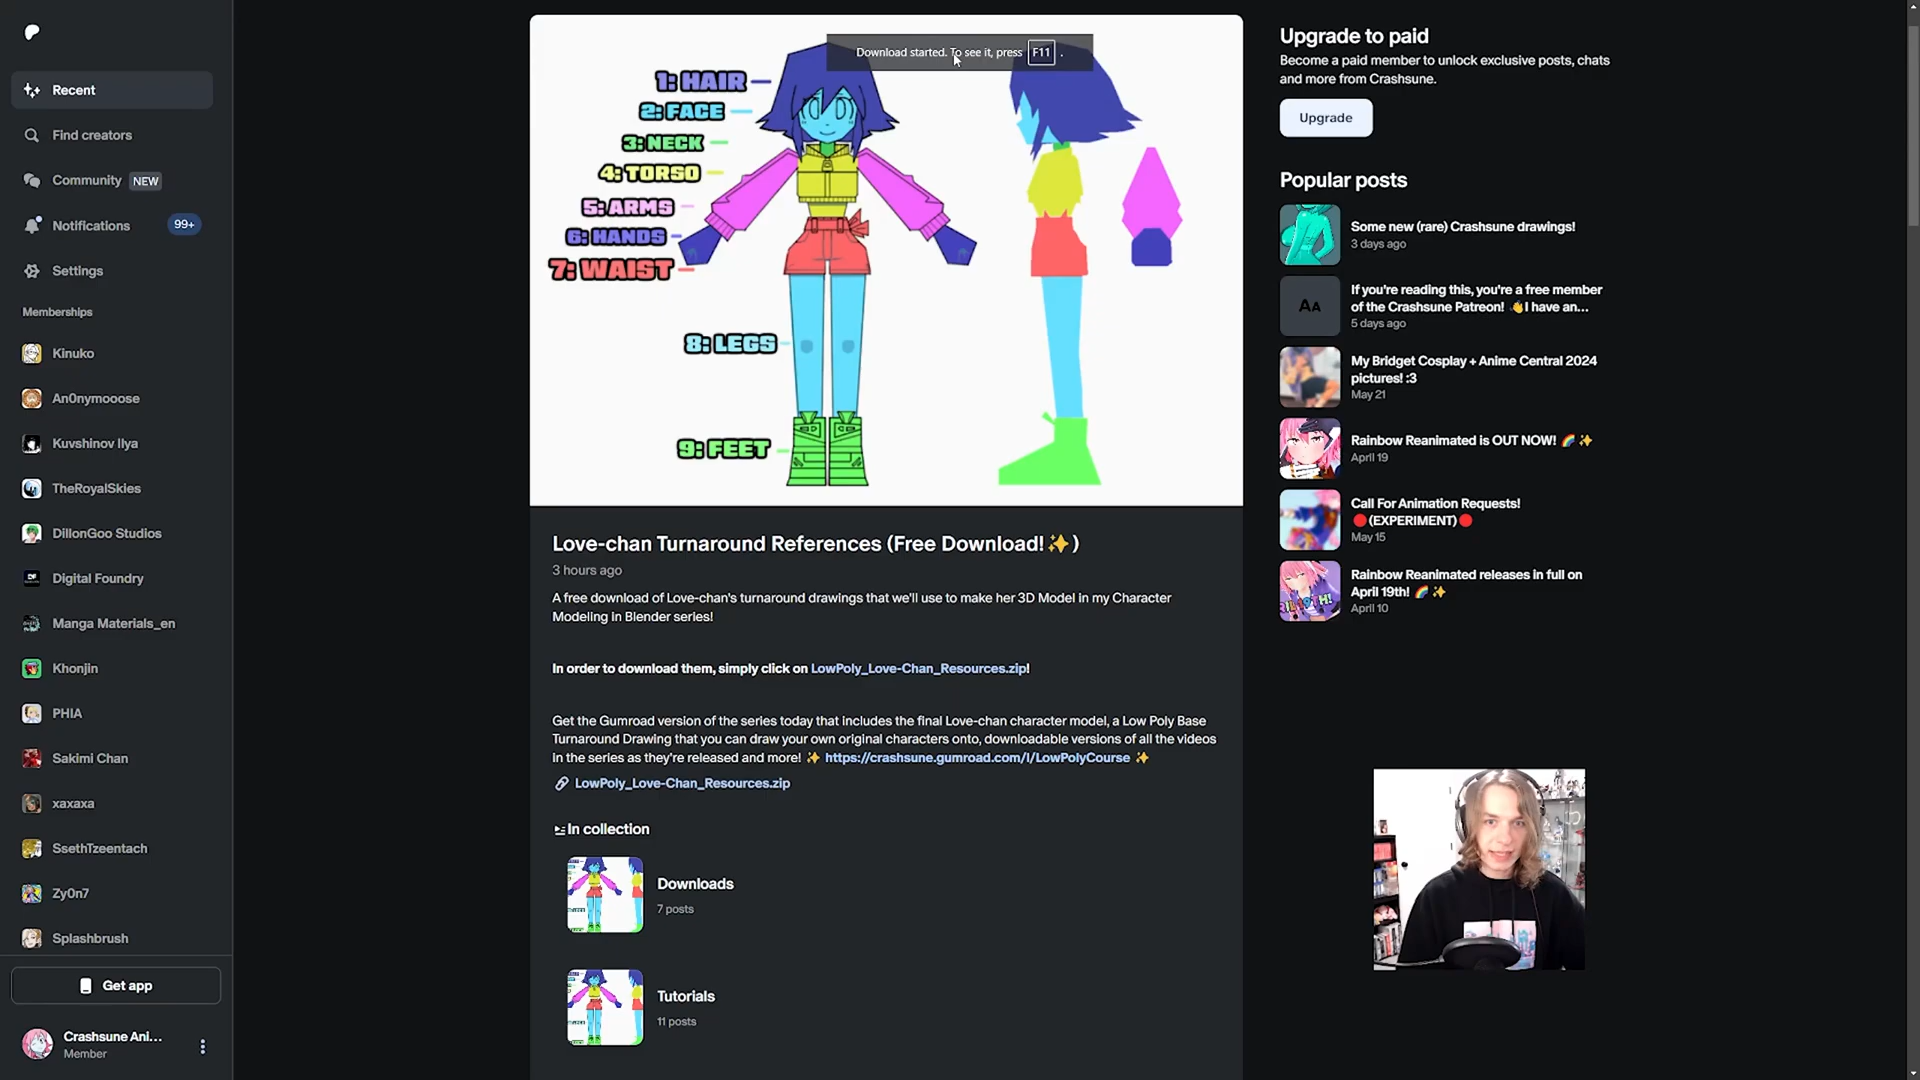 Recent
Find creators
Community NEW
Notifications 99+
Settings
Memberships
Kinuko
An0nymooose
Kuvshinov Ilya
TheRoyalSkies
DillonGoo Studios
Digital Foundry
Manga Materials_en
Khonjin
PHIA
Sakimi Chan
xaxaxa
SsethTzeentach
Zy0n7
Splashbrush
Get app
Crashsune Ani...
Member
Download started. To see it, press F11 .
1: HAIR
2: FACE
3: NECK
4: TORSO
5: ARMS
6: HANDS
7: WAIST
8: LEGS
9: FEET
Love-chan Turnaround References (Free Download!✨)
3 hours ago
A free download of Love-chan's turnaround drawings that we'll use to make her 3D Model in my Character
Modeling in Blender series!
In order to download them, simply click on LowPoly_Love-Chan_Resources.zip!
Get the Gumroad version of the series today that includes the final Love-chan character model, a Low Poly Base
Turnaround Drawing that you can draw your own original characters onto, downloadable versions of all the videos
in the series as they're released and more! ✨ https://crashsune.gumroad.com/l/LowPolyCourse ✨
LowPoly_Love-Chan_Resources.zip
In collection
Downloads
7 posts
Tutorials
11 posts
Upgrade to paid
Become a paid member to unlock exclusive posts, chats
and more from Crashsune.
Upgrade
Popular posts
Some new (rare) Crashsune drawings!
3 days ago
AA
If you're reading this, you're a free member
of the Crashsune Patreon! 👋I have an...
5 days ago
My Bridget Cosplay + Anime Central 2024
pictures! :3
May 21
Rainbow Reanimated is OUT NOW! 🌈 ✨
April 19
Call For Animation Requests!
🔴(EXPERIMENT)🔴
May 15
Rainbow Reanimated releases in full on
April 19th! 🌈 ✨
April 10